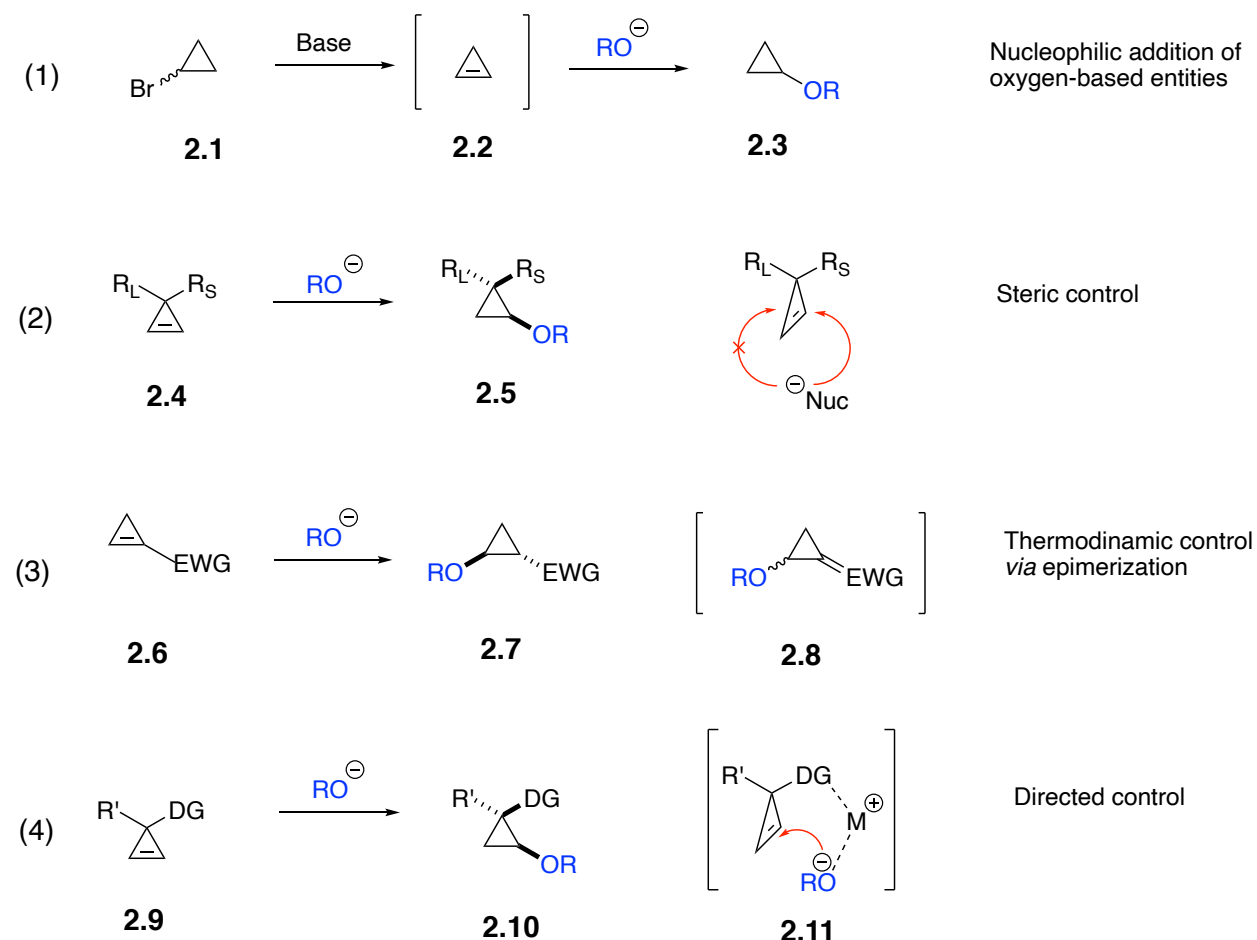 (1)
Br
2.1
Base
2.2
RO⊖
OR
2.3
Nucleophilic addition of
oxygen-based entities
(2)
RL RS
2.4
RO⊖
RL RS
OR
2.5
RL RS
⊖
Nuc
Steric control
(3)
EWG
2.6
RO⊖
RO EWG
2.7
RO EWG
2.8
Thermodinamic control
via epimerization
(4)
R' DG
2.9
RO⊖
R' DG
OR
2.10
R' DG
M⊕
⊖
RO
2.11
Directed control